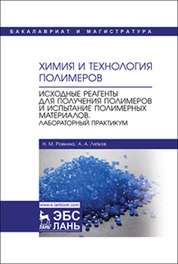 БАКАЛАВРИАТ И МАГИСТРАТУРА
ХИМИЯ И ТЕХНОЛОГИЯ
ПОЛИМЕРОВ
ИСХОДНЫЕ РЕАГЕНТЫ
ДЛЯ ПОЛУЧЕНИЯ ПОЛИМЕРОВ
И ИСПЫТАНИЕ ПОЛИМЕРНЫХ
МАТЕРИАЛОВ.
ЛАБОРАТОРНЫЙ ПРАКТИКУМ
Н. М. Ровкина, А. А. Ляпков
www.e.lanbook.com
ЭБС
ЛАНЬ